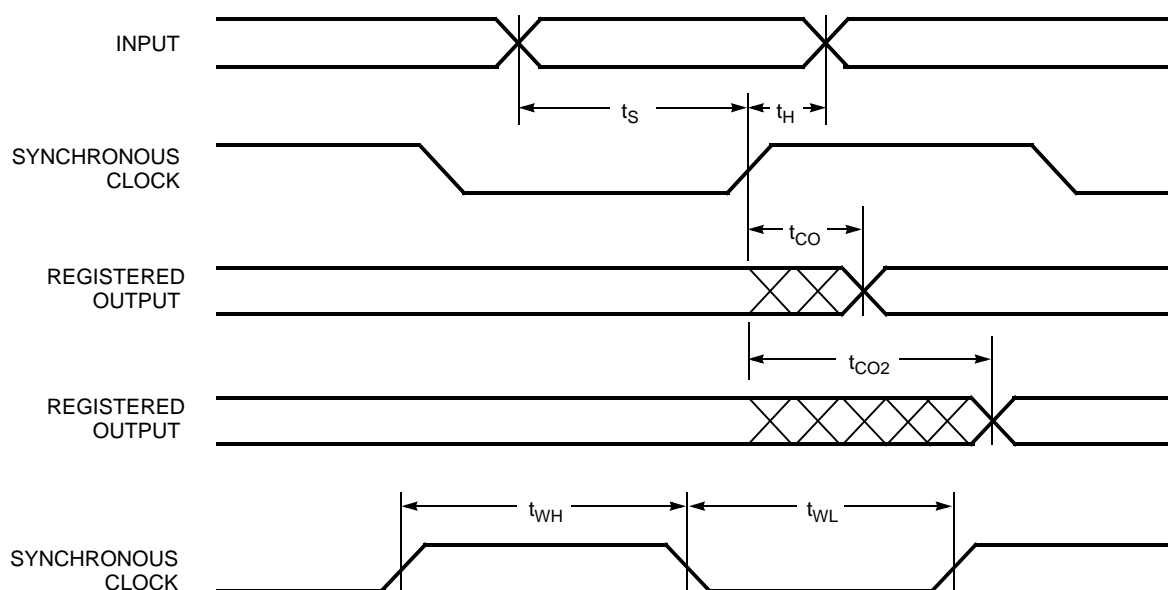 INPUT
tS
tH
SYNCHRONOUS
CLOCK
tCO
REGISTERED
OUTPUT
tCO2
REGISTERED
OUTPUT
tWH
tWL
SYNCHRONOUS
CLOCK